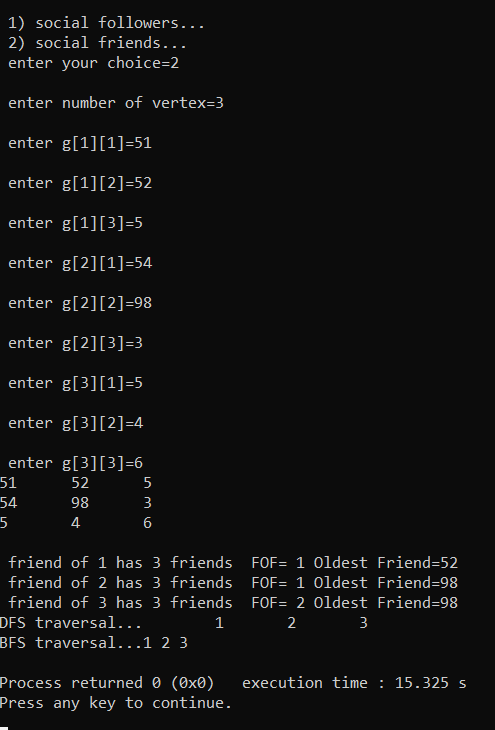 1) social followers...
2) social friends...
enter your choice=2
enter number of vertex=3
enter g[1][1]=51
enter g[1][2]=52
enter g[1][3]=5
enter g[2][1]=54
enter g[2][2]=98
enter g[2][3]=3
enter g[3][1]=5
enter g[3][2]=4
enter g[3][3]=6
51 52 5
54 98 3
5 4 6
friend of 1 has 3 friends FOF= 1 Oldest Friend=52
friend of 2 has 3 friends FOF= 1 Oldest Friend=98
friend of 3 has 3 friends FOF= 2 Oldest Friend=98
DFS traversal... 1 2 3
BFS traversal...1 2 3
Process returned 0 (0x0) execution time : 15.325 s
Press any key to continue.